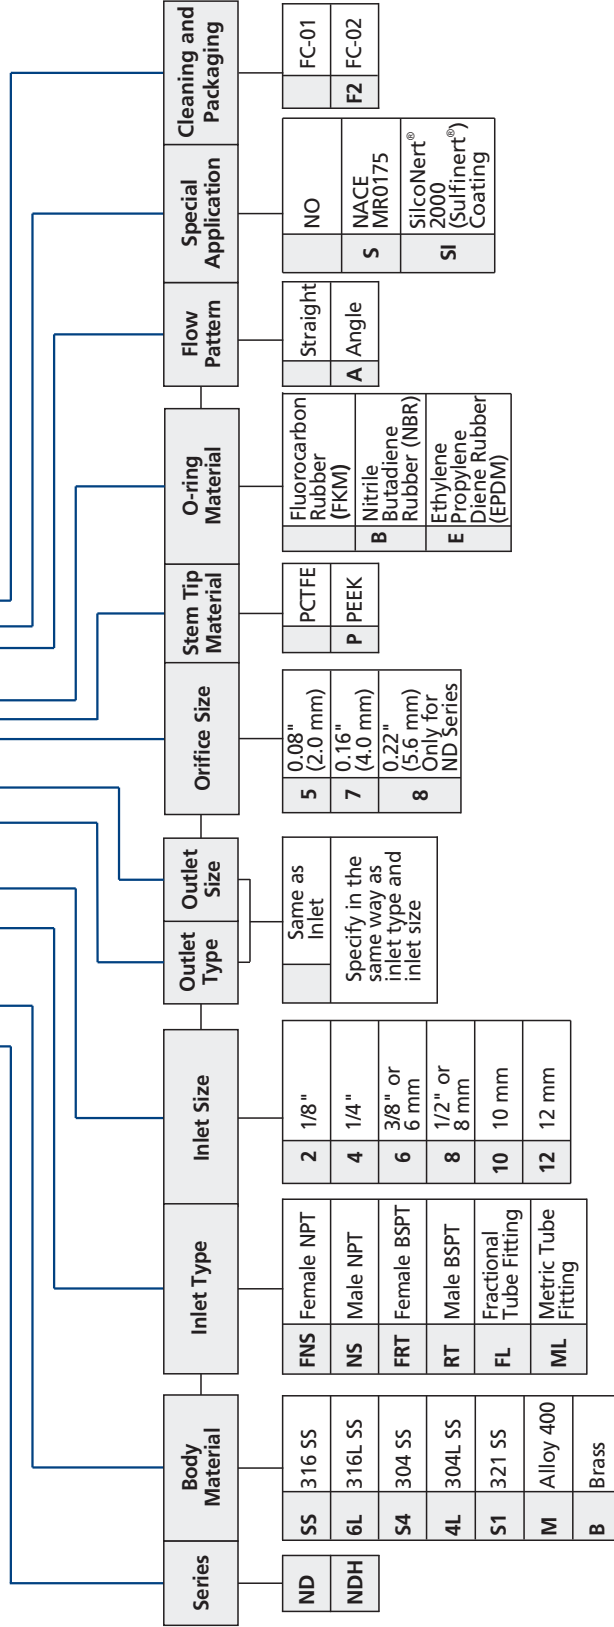 Series
Body
Material
Inlet Type
Inlet Size
Outlet
Type
Outlet
Size
Orifice Size
Stem Tip
Material
O-ring
Material
Flow
Pattern
Special
Application
Cleaning and
Packaging
ND
NDH
SS 316 SS
6L 316L SS
S4 304 SS
4L 304L SS
S1 321 SS
M Alloy 400
B Brass
FNS Female NPT
NS Male NPT
FRT Female BSPT
RT Male BSPT
FL Fractional
Tube Fitting
ML Metric Tube
Fitting
2 1/8"
4 1/4"
6 3/8" or
6 mm
8 1/2" or
8 mm
10 10 mm
12 12 mm
Same as
Inlet
Specify in the
same way as
inlet type and
inlet size
5 0.08"
(2.0 mm)
7 0.16"
(4.0 mm)
8 0.22"
(5.6 mm)
Only for
ND Series
PCTFE
P PEEK
Fluorocarbon
Rubber
(FKM)
B Nitrile
Butadiene
Rubber (NBR)
E Ethylene
Propylene
Diene Rubber
(EPDM)
Straight
A Angle
NO
S NACE
MR0175
SI SilcoNert®
2000
(Sulfinert®)
Coating
FC-01
F2 FC-02